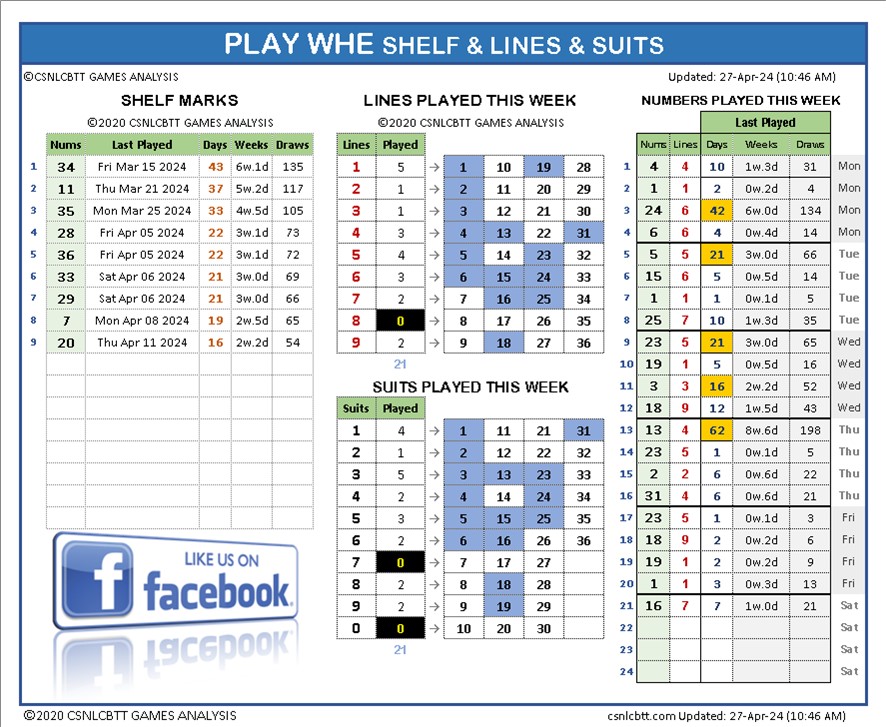 PLAY WHE SHELF & LINES & SUITS
©CSNLCBTT GAMES ANALYSIS
Updated: 27-Apr-24 (10:46 AM)
SHELF MARKS
©2020 CSNLCBTT GAMES ANALYSIS
Nums Last Played Days Weeks Draws
1 34 Fri Mar 15 2024 43 6w.1d 135
2 11 Thu Mar 21 2024 37 5w.2d 117
3 35 Mon Mar 25 2024 33 4w.5d 105
4 28 Fri Apr 05 2024 22 3w.1d 73
5 36 Fri Apr 05 2024 22 3w.1d 72
6 33 Sat Apr 06 2024 21 3w.0d 69
7 29 Sat Apr 06 2024 21 3w.0d 66
8 7 Mon Apr 08 2024 19 2w.5d 65
9 20 Thu Apr 11 2024 16 2w.2d 54
LIKE US ON
facebook
LINES PLAYED THIS WEEK
©2020 CSNLCBTT GAMES ANALYSIS
Lines Played
1 5 → 1 10 19 28
2 1 → 2 11 20 29
3 1 → 3 12 21 30
4 3 → 4 13 22 31
5 4 → 5 14 23 32
6 3 → 6 15 24 33
7 2 → 7 16 25 34
8 0 → 8 17 26 35
9 2 → 9 18 27 36
21
SUITS PLAYED THIS WEEK
Suits Played
1 4 → 1 11 21 31
2 1 → 2 12 22 32
3 5 → 3 13 23 33
4 2 → 4 14 24 34
5 3 → 5 15 25 35
6 2 → 6 16 26 36
7 0 → 7 17 27
8 2 → 8 18 28
9 2 → 9 19 29
0 0 → 10 20 30
21
NUMBERS PLAYED THIS WEEK
Last Played
Nums Lines Days Weeks Draws
1 4 4 10 1w.3d 31 Mon
2 1 1 2 0w.2d 4 Mon
3 24 6 42 6w.0d 134 Mon
4 6 6 4 0w.4d 14 Mon
5 5 5 21 3w.0d 66 Tue
6 15 6 5 0w.5d 14 Tue
7 1 1 1 0w.1d 5 Tue
8 25 7 10 1w.3d 35 Tue
9 23 5 21 3w.0d 65 Wed
10 19 1 5 0w.5d 16 Wed
11 3 3 16 2w.2d 52 Wed
12 18 9 12 1w.5d 43 Wed
13 13 4 62 8w.6d 198 Thu
14 23 5 1 0w.1d 5 Thu
15 2 2 6 0w.6d 22 Thu
16 31 4 6 0w.6d 21 Thu
17 23 5 1 0w.1d 3 Fri
18 18 9 2 0w.2d 6 Fri
19 19 1 2 0w.2d 9 Fri
20 1 1 3 0w.3d 13 Fri
21 16 7 7 1w.0d 21 Sat
22 Sat
23 Sat
24 Sat
©2020 CSNLCBTT GAMES ANALYSIS
csnlcbtt.com Updated: 27-Apr-24 (10:46 AM)